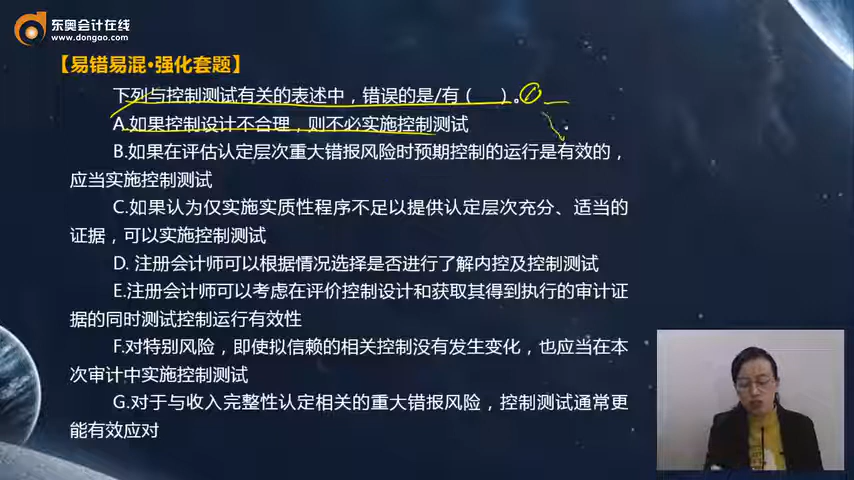 东奥会计在线
www.dongao.com
【易错易混·强化套题】
下列与控制测试有关的表述中，错误的是/有（ ）。①
A.如果控制设计不合理，则不必实施控制测试
B.如果在评估认定层次重大错报风险时预期控制的运行是有效的，
应当实施控制测试
C.如果认为仅实施实质性程序不足以提供认定层次充分、适当的
证据，可以实施控制测试
D. 注册会计师可以根据情况选择是否进行了解内控及控制测试
E.注册会计师可以考虑在评价控制设计和获取其得到执行的审计证
据的同时测试控制运行有效性
F.对特别风险，即使拟信赖的相关控制没有发生变化，也应当在本
次审计中实施控制测试
G.对于与收入完整性认定相关的重大错报风险，控制测试通常更
能有效应对